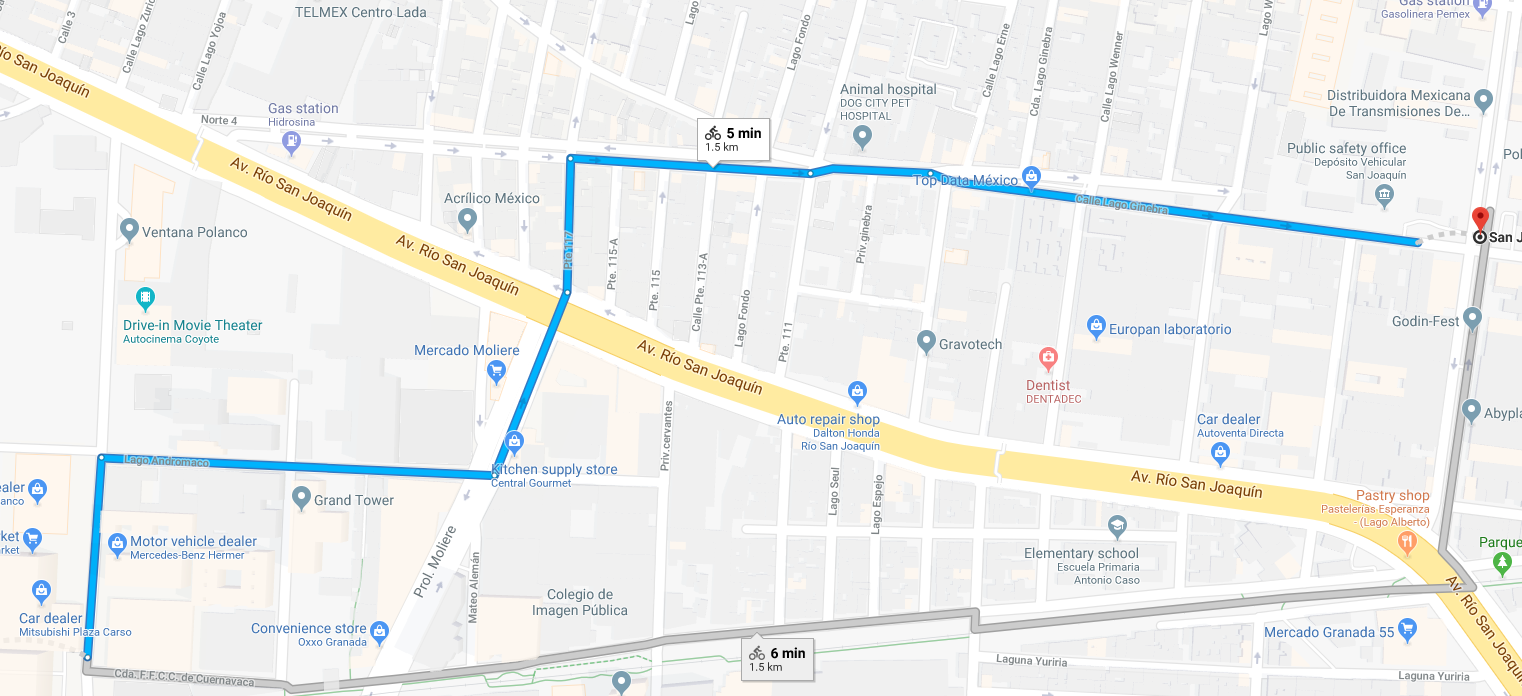 TELMEX Centro Lada
Calle 3
Calle Lago Zuric
Calle Lago Yojoa
Lago
Lago Fondo
Calle Lago Erne
Cda. Lago Ginebra
Calle Lago Wenner
Lago W
Gas station
Gasolinera Pemex
ío San Joaquín
Gas station
Hidrosina
Norte 4
5 min
1.5 km
Animal hospital
DOG CITY PET
HOSPITAL
Distribuidora Mexicana
De Transmisiones De...
Public safety office
Depósito Vehicular
San Joaquín
Pol
Av. Río San Joaquín
Top Data México
Calle Lago Ginebra
Acrílico México
Ventana Polanco
Av. Río San Joaquín
Pte. 115-A
Pte. 115
Calle Pte. 113-A
Lago Fondo
Pte. 111
Priv.ginebra
San J
Drive-in Movie Theater
Autocinema Coyote
Mercado Moliere
Av. Río San Joaquín
Gravotech
Europan laboratorio
Godin-Fest
Dentist
DENTADEC
Auto repair shop
Dalton Honda
Río San Joaquín
Car dealer
Autoventa Directa
Abypla
Lago Andromaco
Kitchen supply store
Central Gourmet
Priv.cervantes
Lago Seul
Lago Espejo
Av. Río San Joaquín
Pastry shop
Pastelerías Esperanza
- (Lago Alberto)
ealer
anco
Grand Tower
ket
arket
Motor vehicle dealer
Mercedes-Benz Hermer
Prol. Moliere
Mateo Alemán
Elementary school
Escuela Primaria
Antonio Caso
Parque
Car dealer
Mitsubishi Plaza Carso
Convenience store
Oxxo Granada
Colegio de
Imagen Pública
Av. Río San Joaquín
Mercado Granada 55
6 min
1.5 km
Cda. F.F.C.C. de Cuernavaca
Laguna Yuriria
Laguna Yuriria